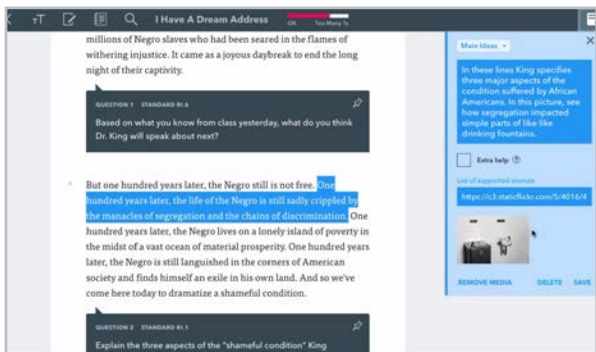 I Have A Dream Address
OK Too Many Ts
millions of Negro slaves who had been seared in the flames of
withering injustice. It came as a joyous daybreak to end the long
night of their captivity.
QUESTION 1 STANDARD RI.6
Based on what you know from class yesterday, what do you think
Dr. King will speak about next?
But one hundred years later, the Negro still is not free. One
hundred years later, the life of the Negro is still sadly crippled by
the manacles of segregation and the chains of discrimination. One
hundred years later, the Negro lives on a lonely island of poverty in
the midst of a vast ocean of material prosperity. One hundred years
later, the Negro is still languished in the corners of American
society and finds himself an exile in his own land. And so we've
come here today to dramatize a shameful condition.
QUESTION 2 STANDARD RI.1
Explain the three aspects of the "shameful condition" King
Main Ideas
In these lines King specifies
three major aspects of the
condition suffered by African
Americans. In this picture, see
how segregation impacted
simple parts of like like
drinking fountains.
Extra help ?
List of supported sources
https://c3.staticflickr.com/5/4016/4
REMOVE MEDIA DELETE SAVE